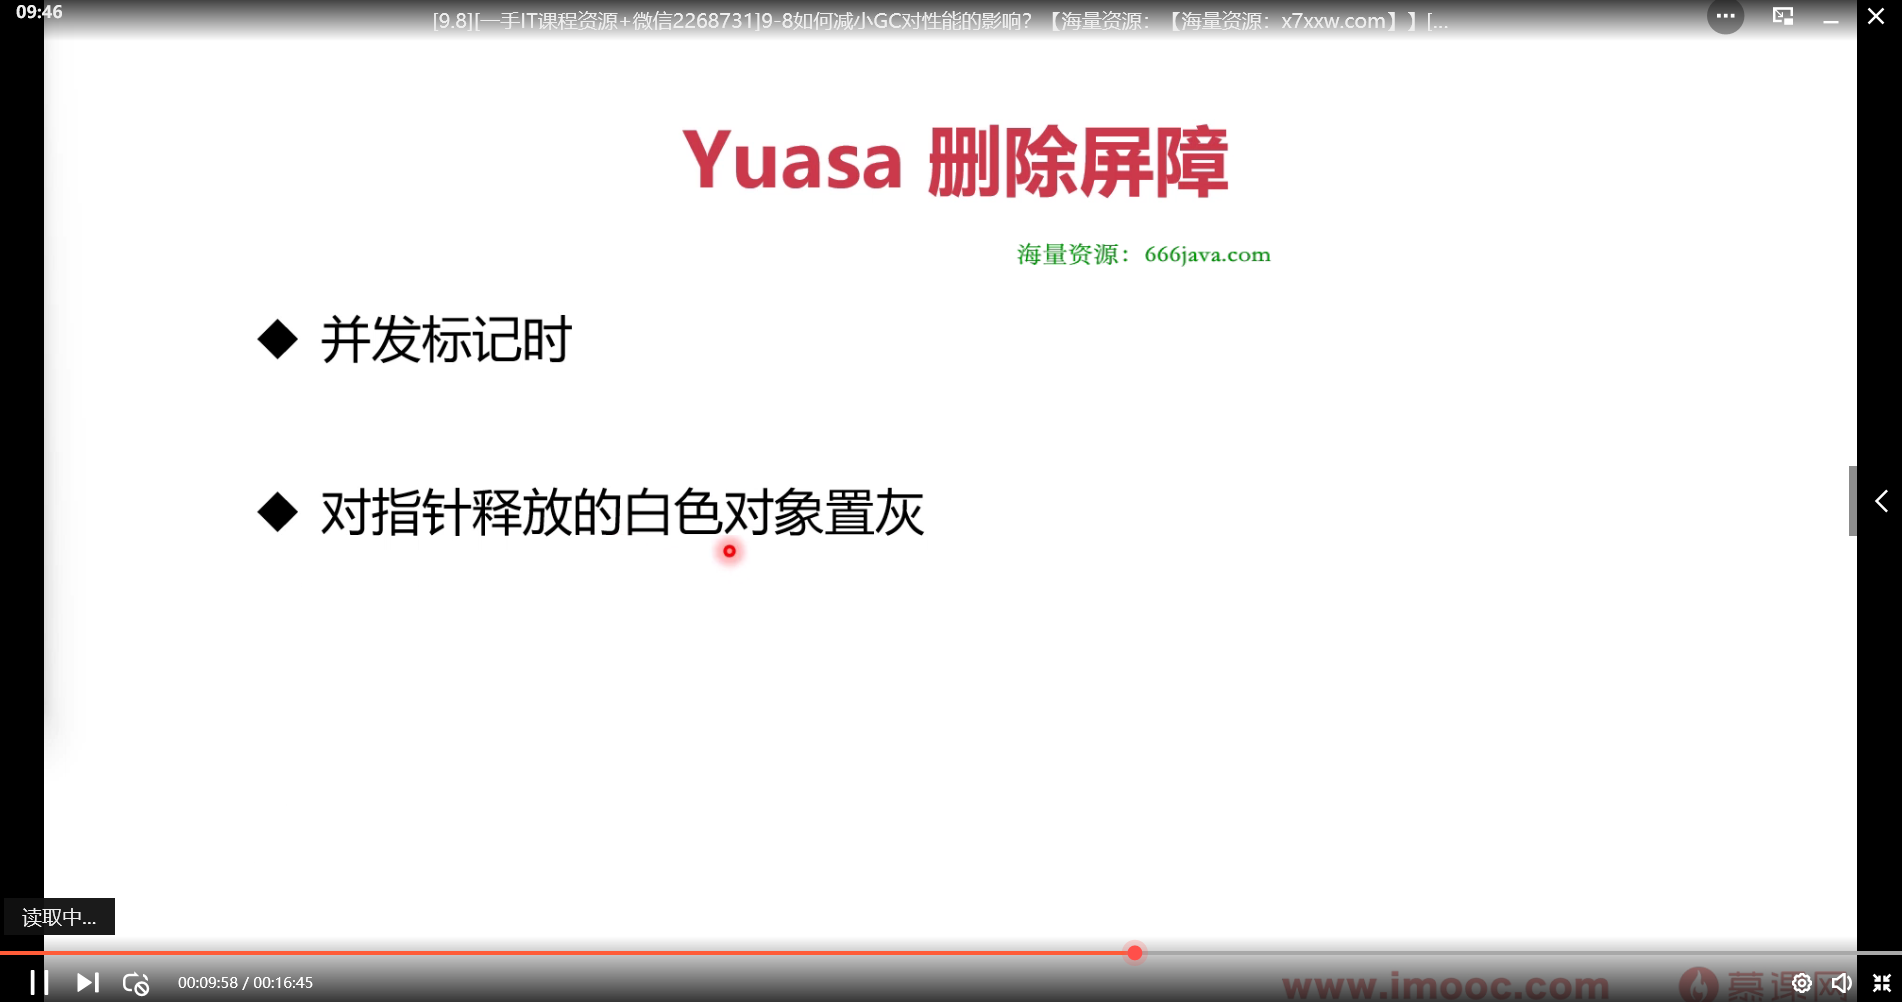 09:46
[9.8][一手IT课程资源+微信2268731]9-8如何减小GC对性能的影响？【海量资源：【海量资源：x7xxw.com】】[...
Yuasa 删除屏障
海量资源：666java.com
◆ 并发标记时
◆ 对指针释放的白色对象置灰
读取中...
00:09:58 / 00:16:45
www.imooc.com 慕课网